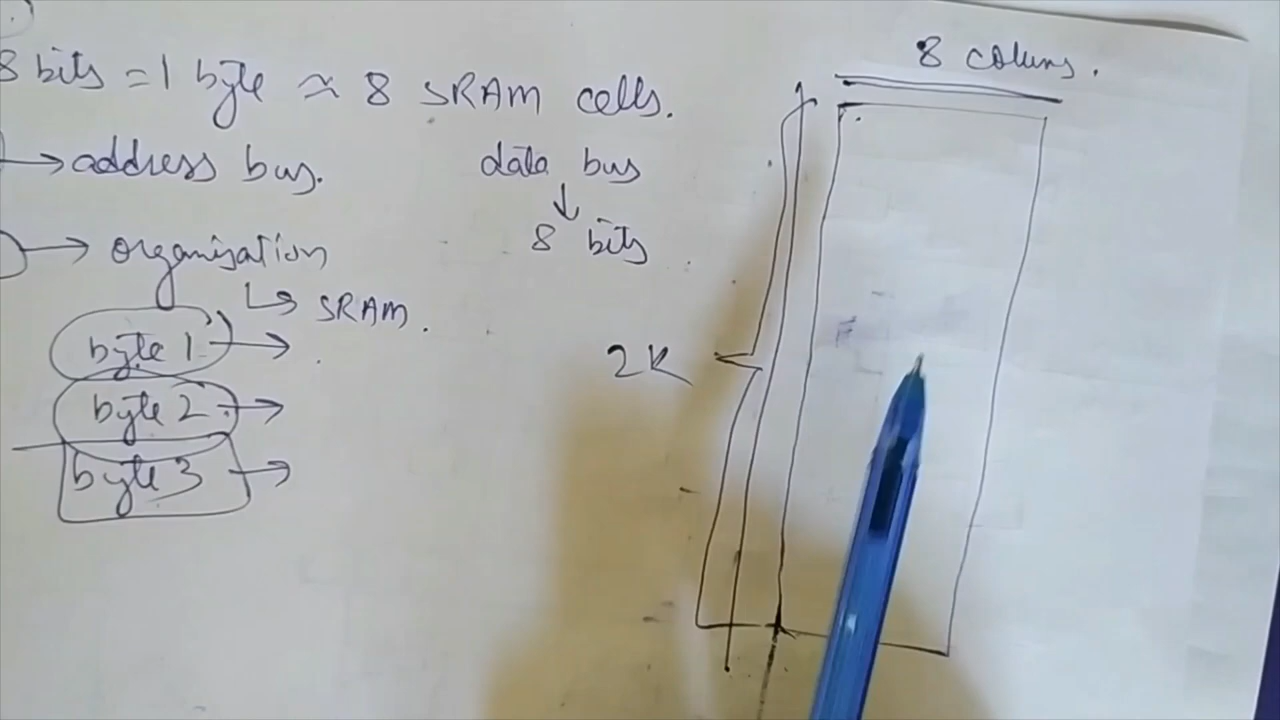 8 bits = 1 byte ≈ 8 SRAM cells.
→ address bus.
data bus
↓
8 bits
→ organisation
↳ SRAM.
byte 1 →
byte 2 →
byte 3 →
8 colums.
2K